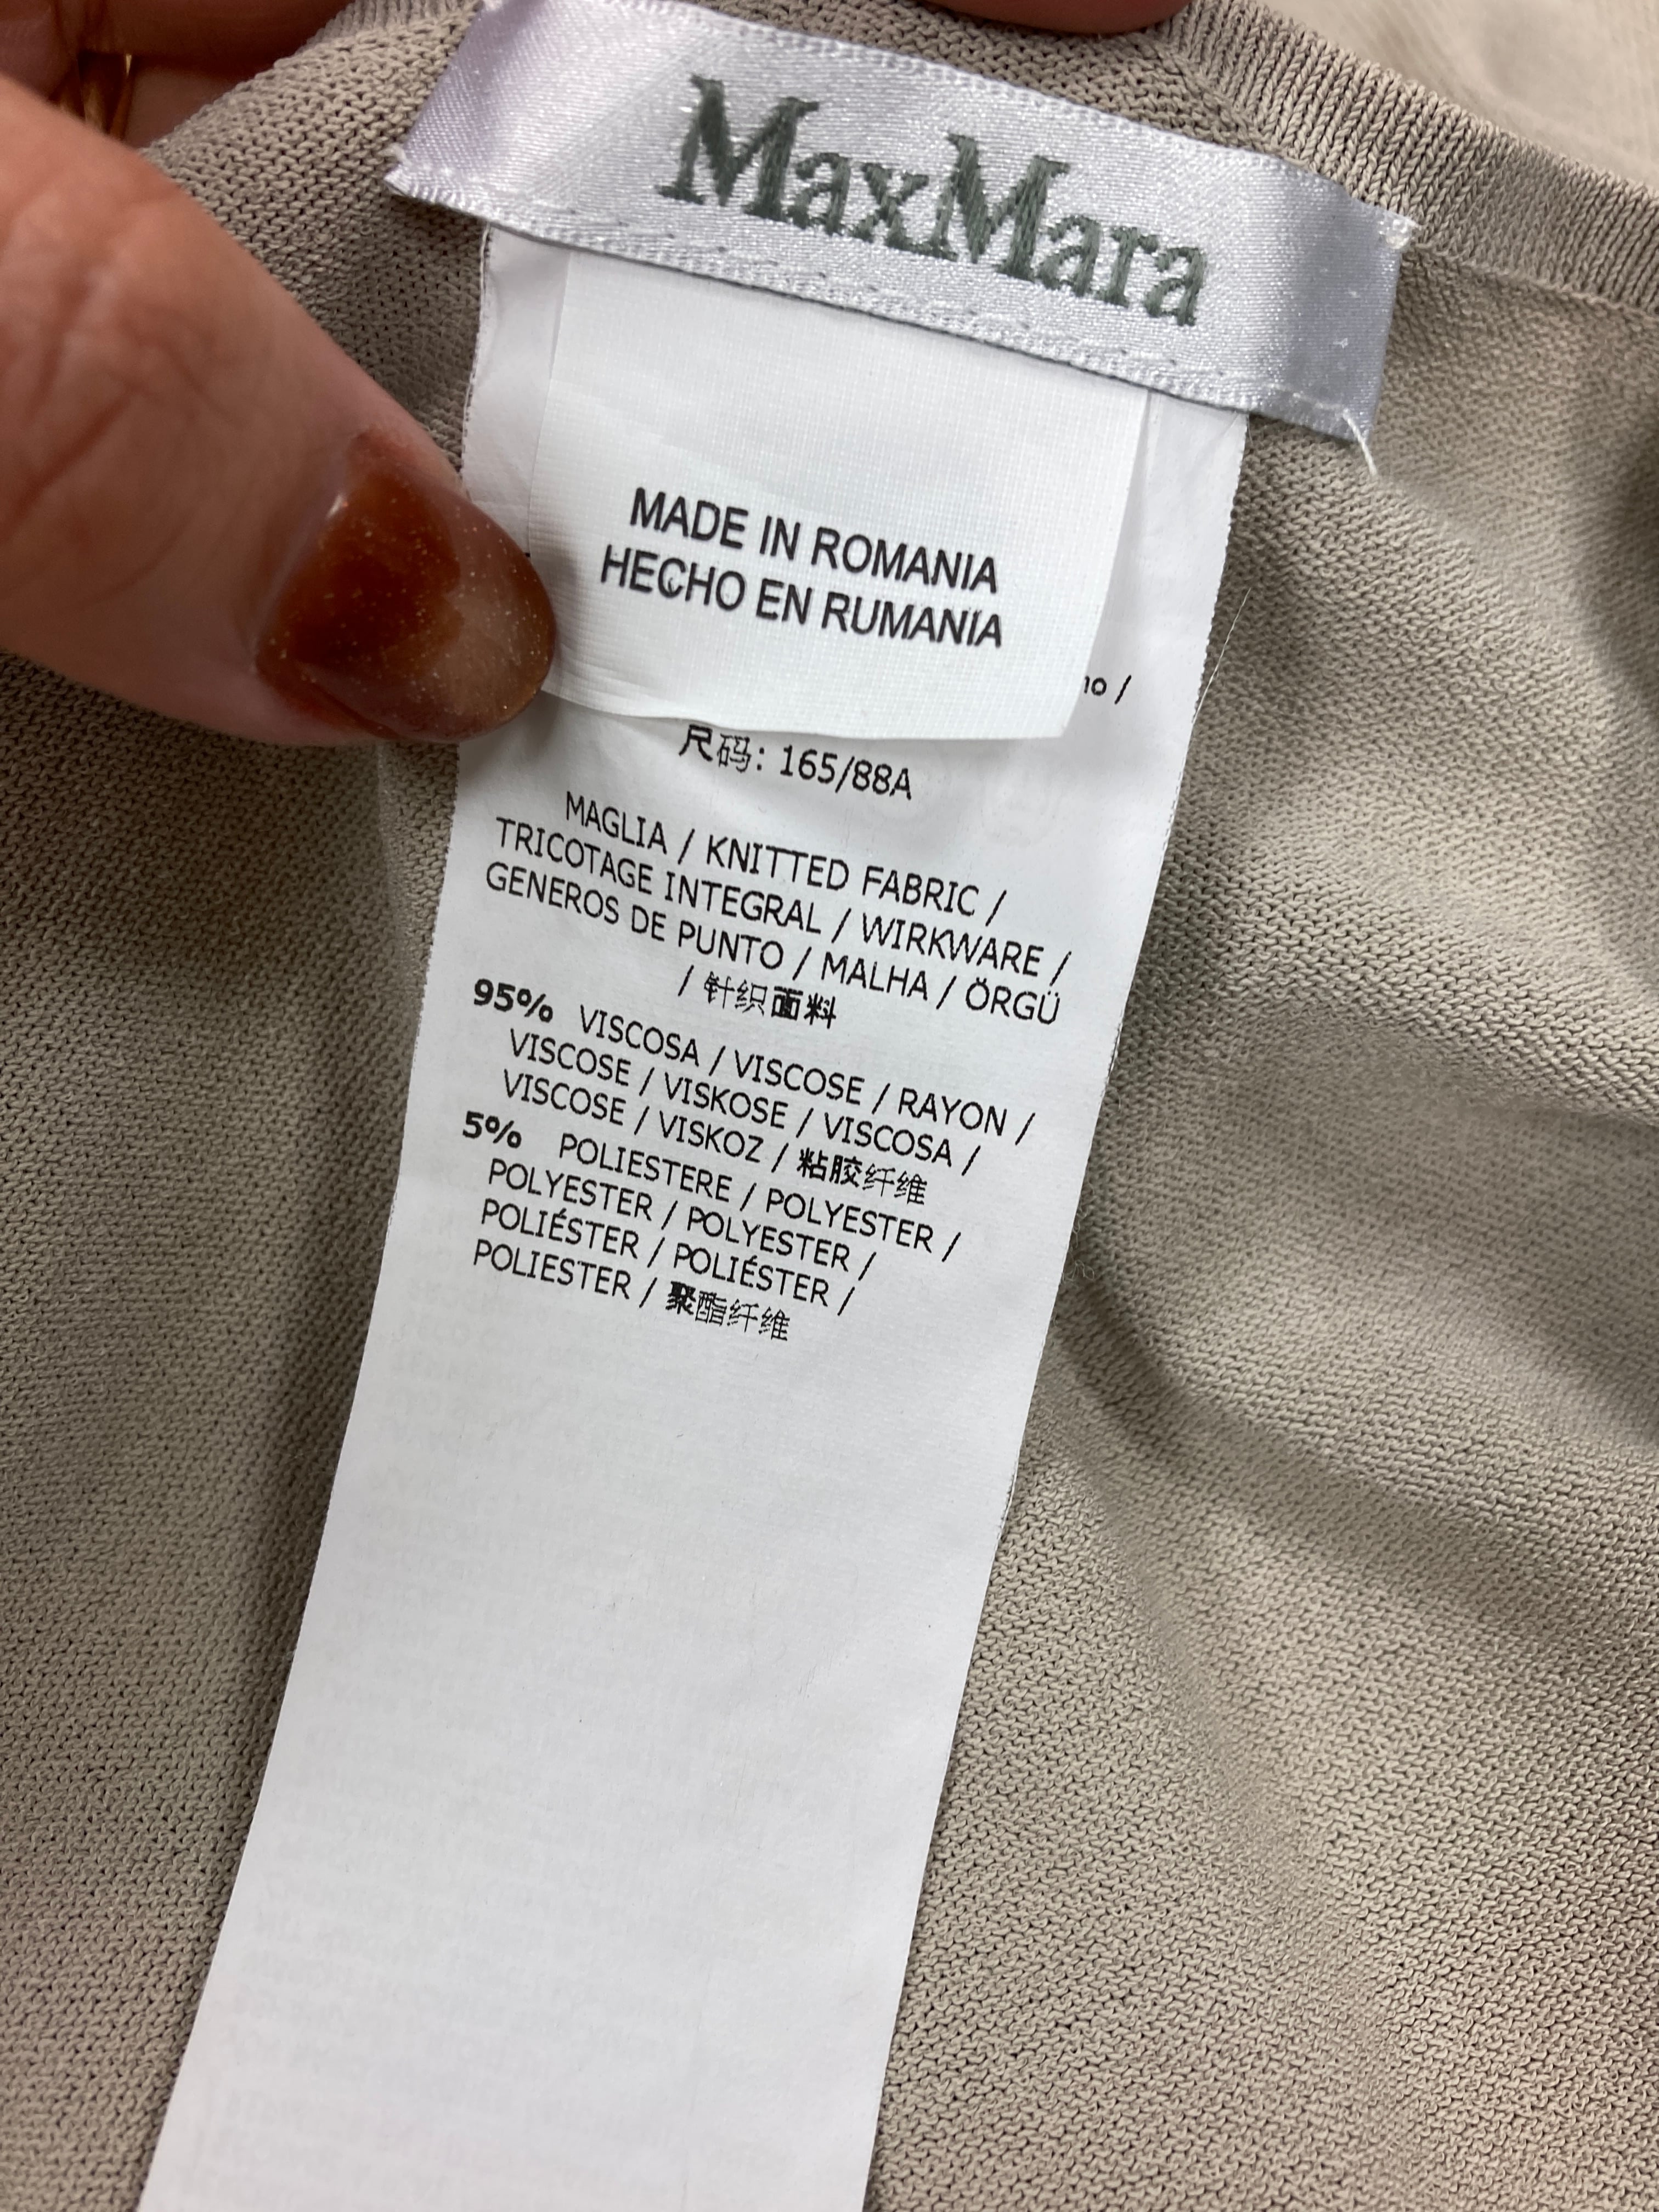 MaxMara
MADE IN ROMANIA
HECHO EN RUMANIA
/
尺码: 165/88A
MAGLIA / KNITTED FABRIC /
TRICOTAGE INTEGRAL / WIRKWARE /
GENEROS DE PUNTO / MALHA / ÖRGÜ
/ 针织面料
95% VISCOSA / VISCOSE / RAYON /
VISCOSE / VISKOSE / VISCOSA /
VISCOSE / VISKOZ / 粘胶纤维
5% POLIESTERE / POLYESTER /
POLYESTER / POLYESTER /
POLIÉSTER / POLIÉSTER /
POLIESTER / 聚酯纤维